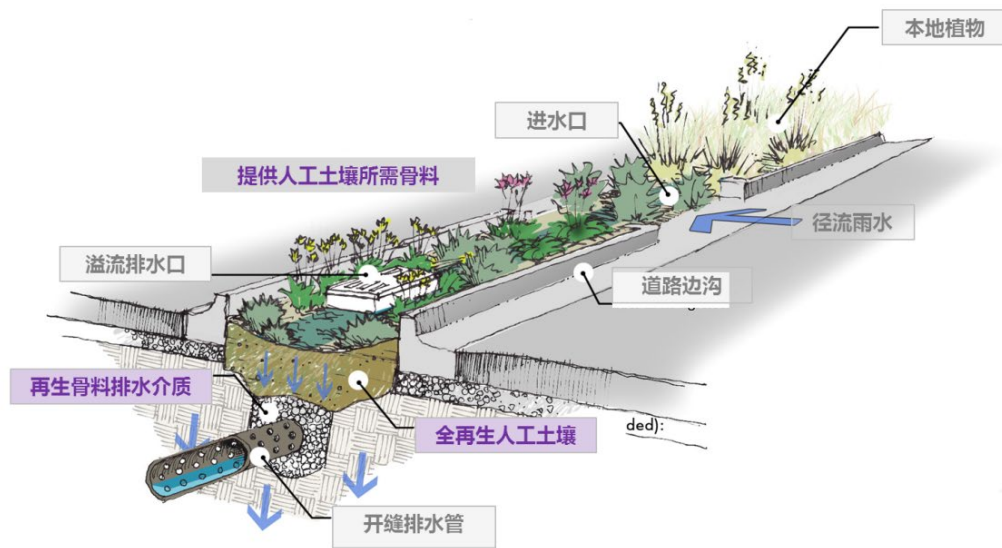 本地植物
进水口
提供人工土壤所需骨料
径流雨水
溢流排水口
道路边沟
再生骨料排水介质
全再生人工土壤
ded):
开缝排水管